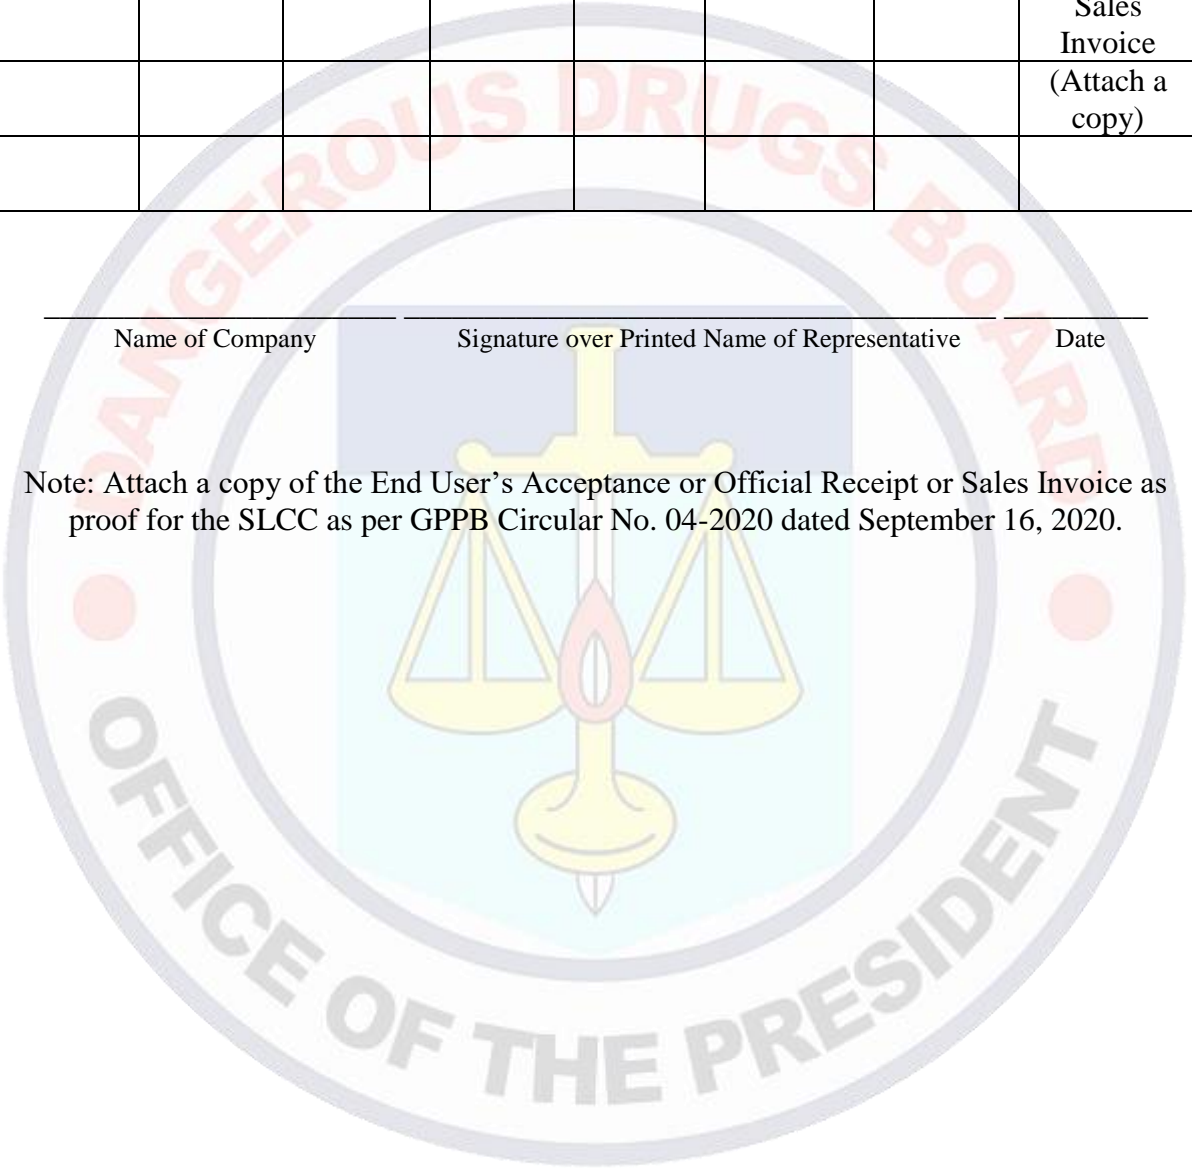 Sales
Invoice
(Attach a
copy)
Name of Company Signature over Printed Name of Representative Date
Note: Attach a copy of the End User’s Acceptance or Official Receipt or Sales Invoice as
proof for the SLCC as per GPPB Circular No. 04-2020 dated September 16, 2020.
DANGEROUS DRUGS BOARD
OFFICE OF THE PRESIDENT